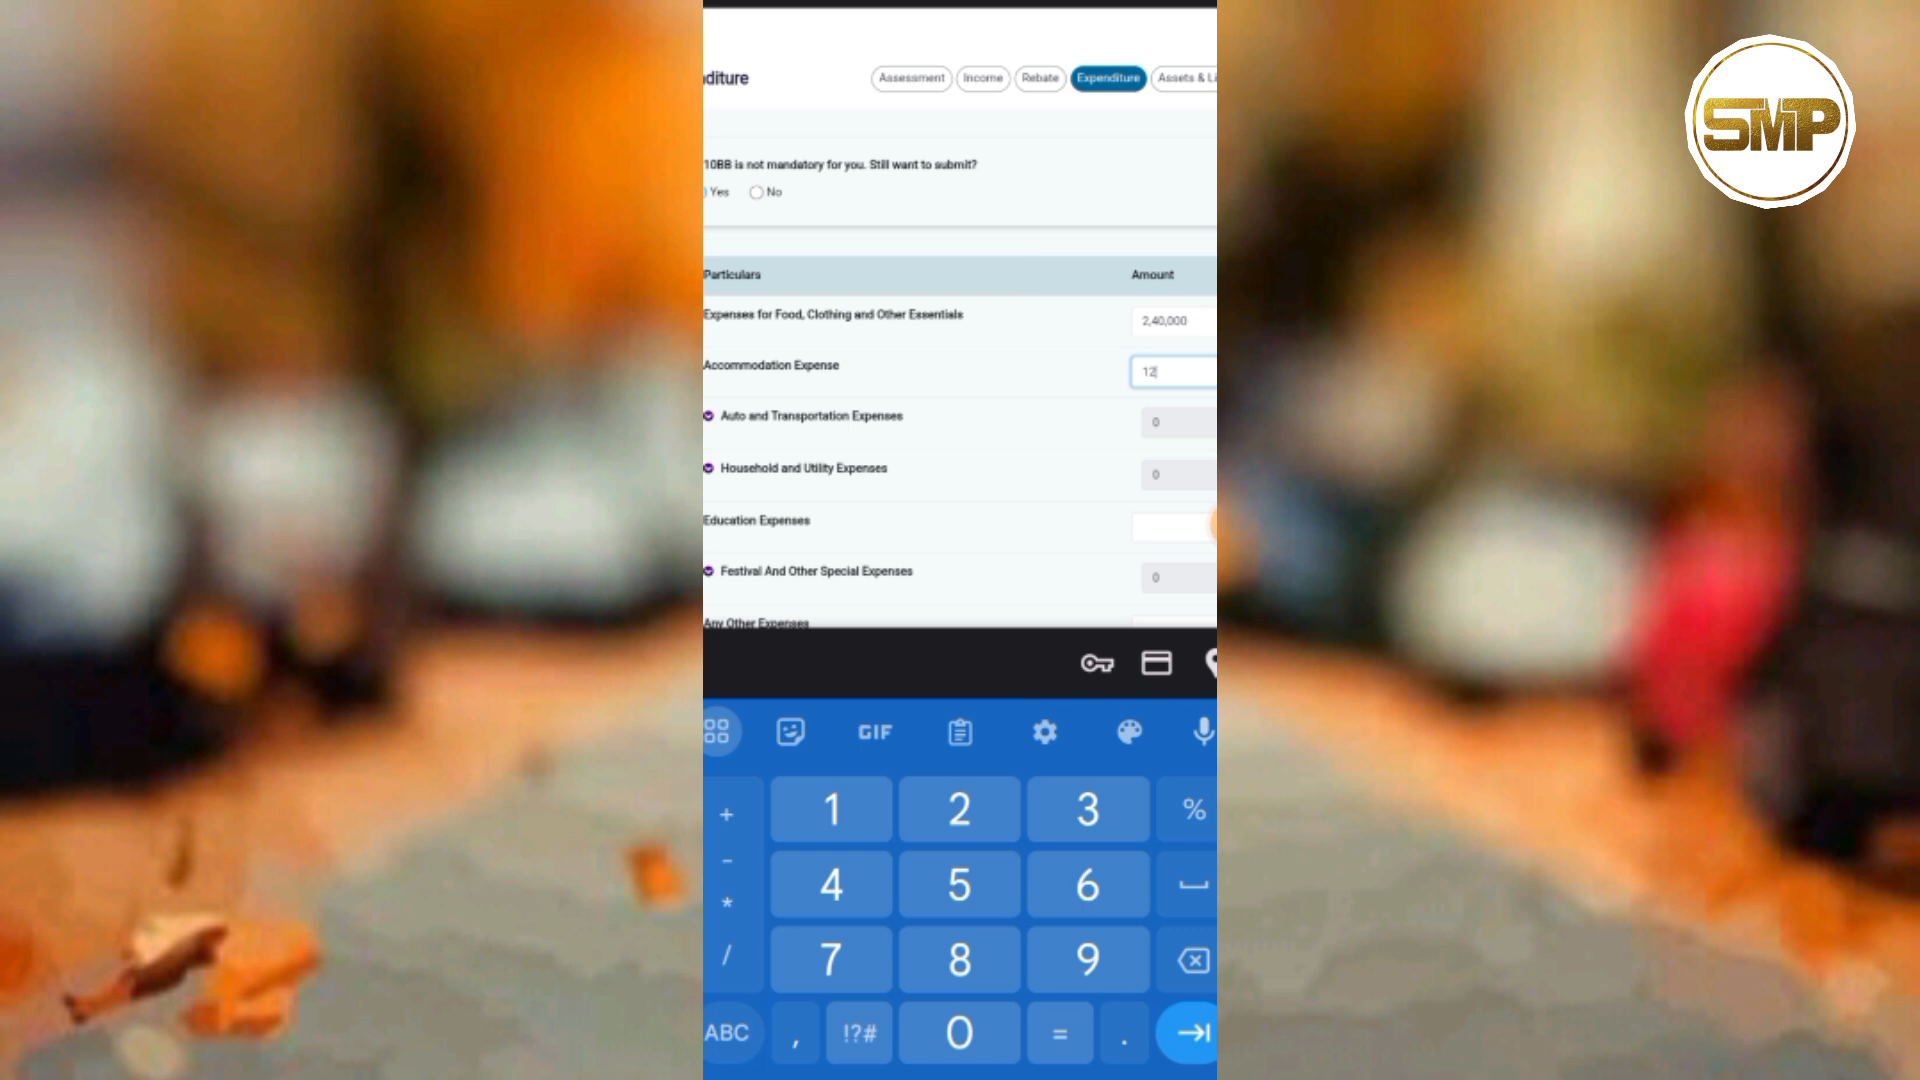 diture
Assessment Income Rebate Expenditure Assets & Li
SMP
10BB is not mandatory for you. Still want to submit?
Yes No
Particulars Amount
Expenses for Food, Clothing and Other Essentials 2,40,000
Accommodation Expense 12
Auto and Transportation Expenses 0
Household and Utility Expenses 0
Education Expenses
Festival And Other Special Expenses 0
Any Other Expenses
GIF
+ 1 2 3 %
-
4 5 6
*
/ 7 8 9
ABC , !?# 0 = .